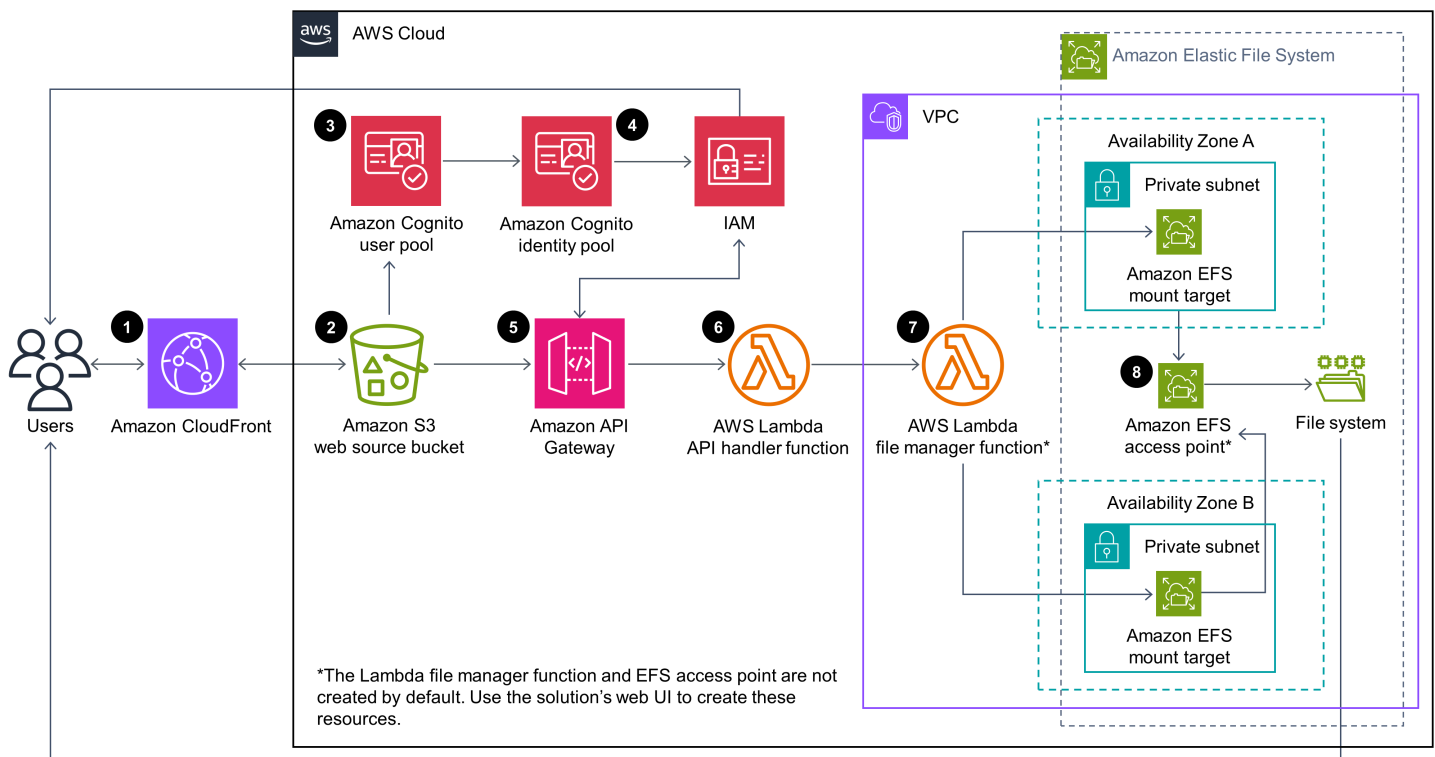 aws
AWS Cloud
Amazon Elastic File System
VPC
3
4
Availability Zone A
Private subnet
Amazon Cognito
user pool
Amazon Cognito
identity pool
IAM
Amazon EFS
mount target
1
2
5
6
7
8
Users
Amazon CloudFront
Amazon S3
web source bucket
Amazon API
Gateway
AWS Lambda
API handler function
AWS Lambda
file manager function*
Amazon EFS
access point*
File system
Availability Zone B
Private subnet
Amazon EFS
mount target
*The Lambda file manager function and EFS access point are not
created by default. Use the solution’s web UI to create these
resources.